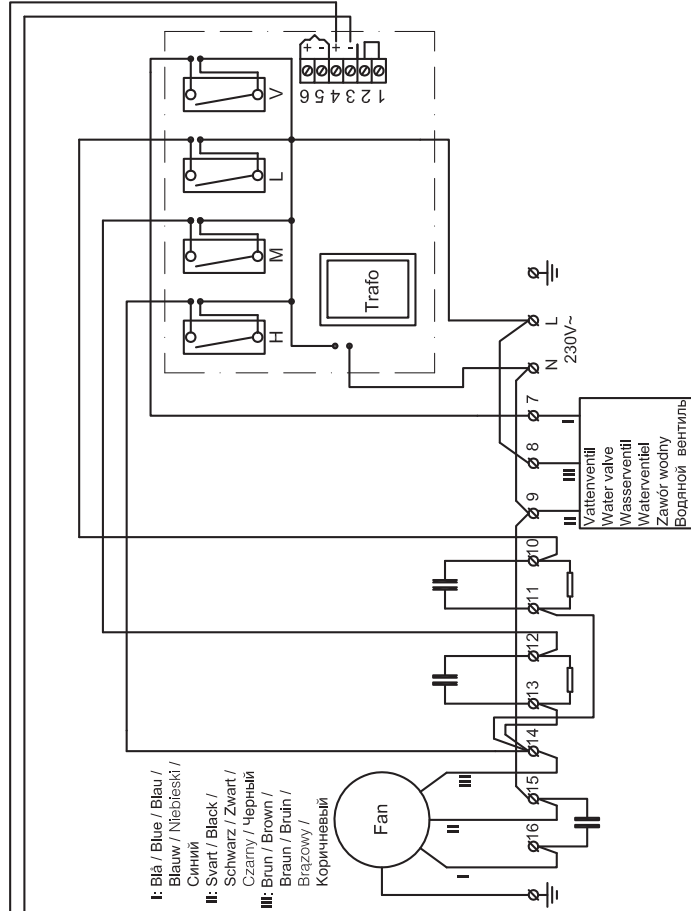 + - + -
6 5 4 3 2 1
V
L
M
H
Trafo
L
N
230V~
7
8
9
10
11
12
13
14
15
16
I
III
II
Vattenventil
Water valve
Wasserventil
Waterventiel
Zawór wodny
Водяной вентиль
I: Blå / Blue / Blau /
Blauw / Niebieski /
Синий
II: Svart / Black /
Schwarz / Zwart /
Czarny / Черный
III: Brun / Brown /
Braun / Bruin /
Brązowy /
Коричневый
Fan
III
II
I